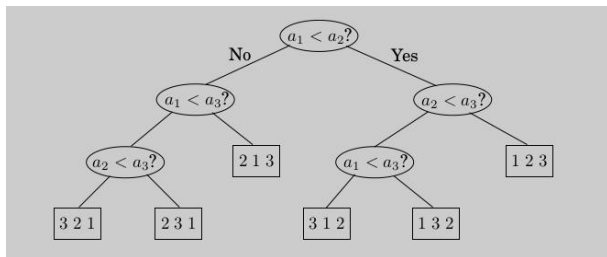 a₁ < a₂?
No Yes
a₁ < a₃? a₂ < a₃?
a₂ < a₃? 2 1 3 a₁ < a₃? 1 2 3
3 2 1 2 3 1 3 1 2 1 3 2